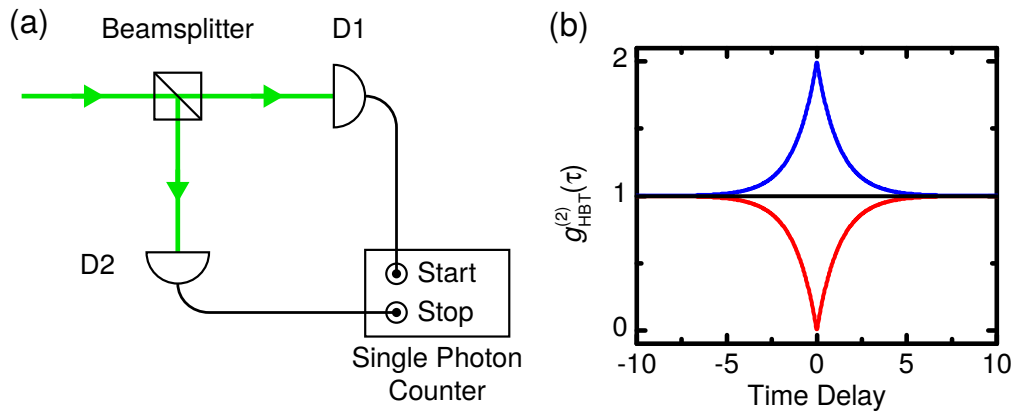 (a)
Beamsplitter
D1
D2
Start
Stop
Single Photon
Counter
(b)
2
1
0
g(2)HBT(τ)
-10 -5 0 5 10
Time Delay